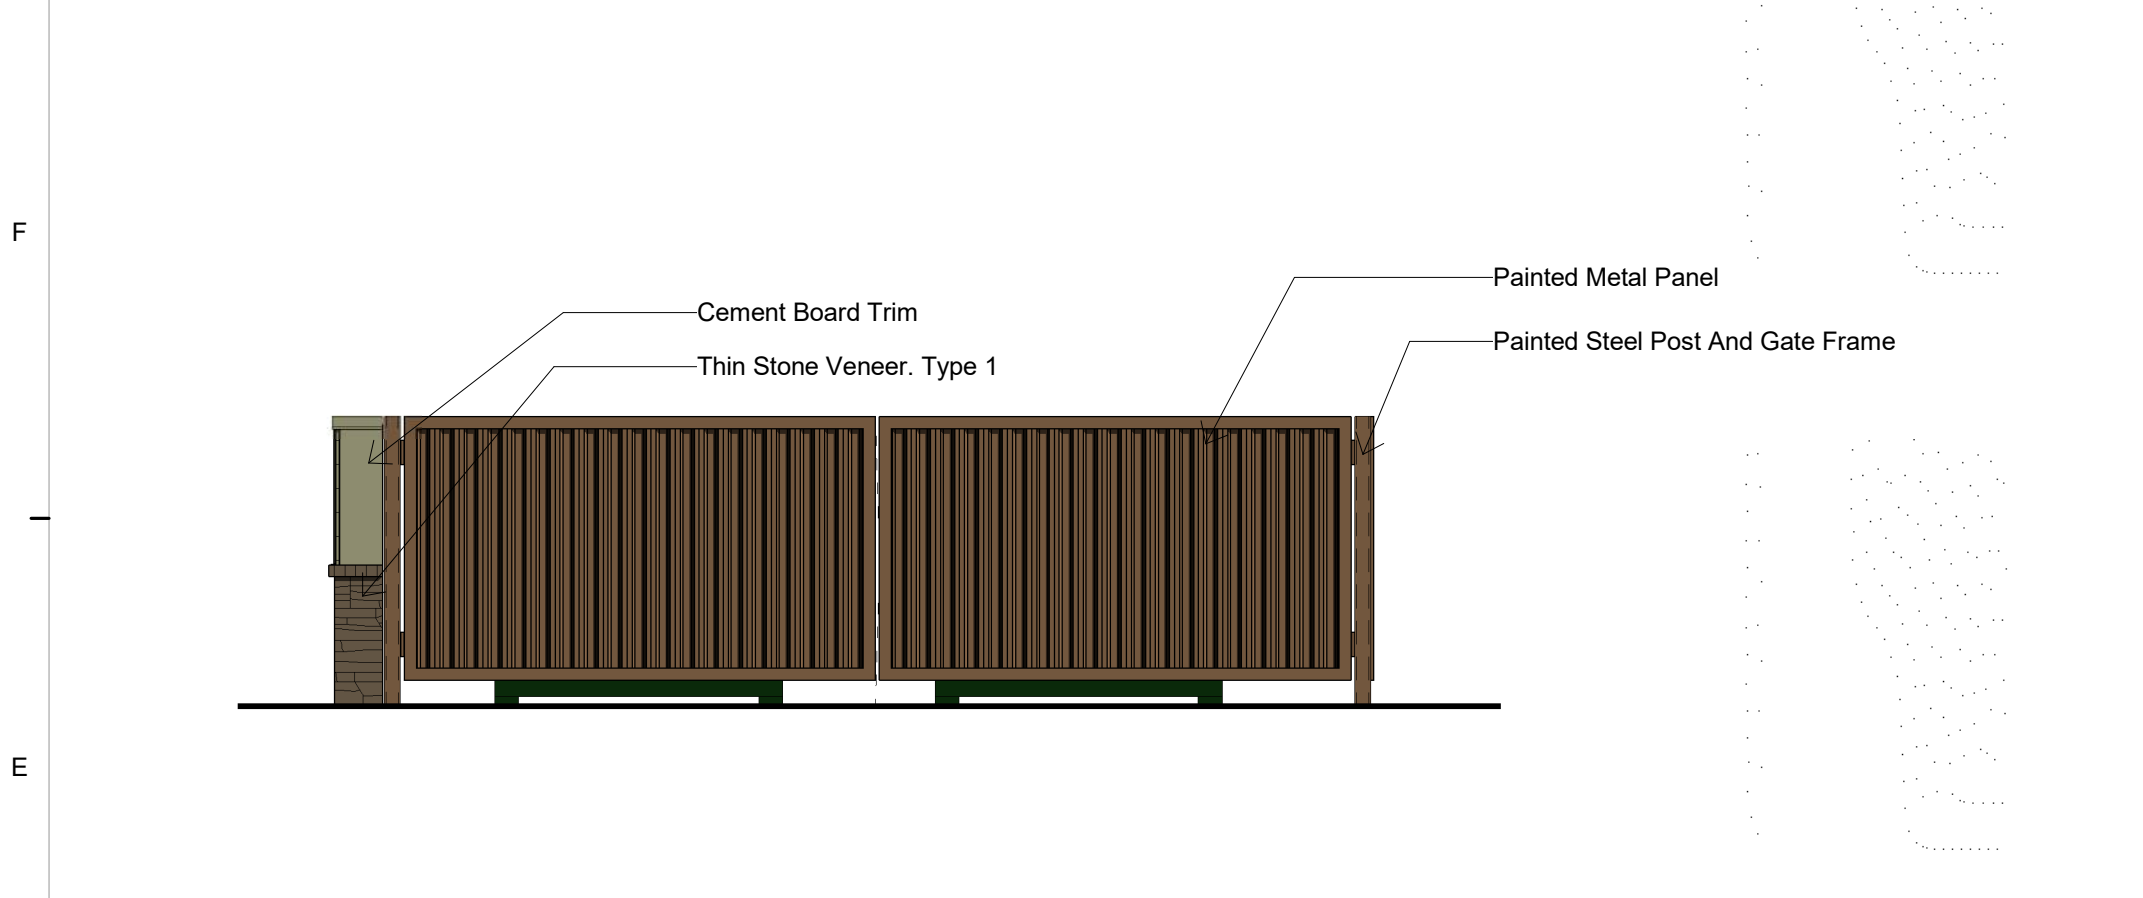 F
Painted Metal Panel
Cement Board Trim
Painted Steel Post And Gate Frame
Thin Stone Veneer. Type 1
E